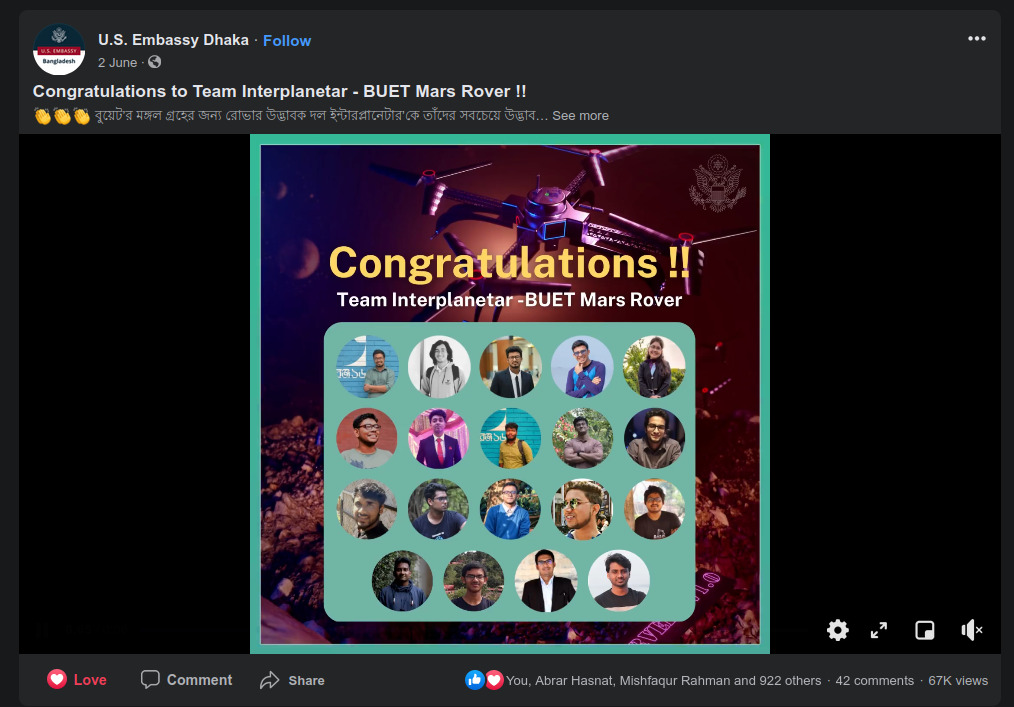 U.S. Embassy Dhaka · Follow
U.S. EMBASSY
Bangladesh
2 June ·
Congratulations to Team Interplanetar - BUET Mars Rover !!
👏👏👏 বুয়েট'র মঙ্গল গ্রহের জন্য রোভার উদ্ভাবক দল ইন্টারপ্লানেটার'কে তাঁদের সবচেয়ে উদ্ভাব... See more
Congratulations !!
Team Interplanetar -BUET Mars Rover
Love
Comment
Share
You, Abrar Hasnat, Mishfaqur Rahman and 922 others · 42 comments · 67K views